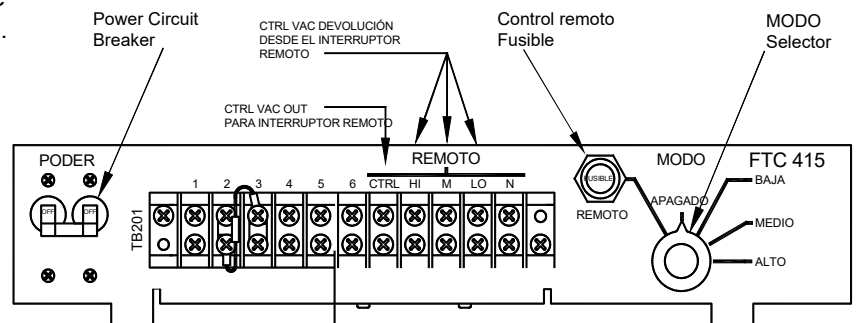 Power Circuit
Breaker
CTRL VAC DEVOLUCIÓN
DESDE EL INTERRUPTOR
REMOTO
Control remoto
Fusible
MODO
Selector
CTRL VAC OUT
PARA INTERRUPTOR REMOTO
PODER
REMOTO
MODO
FTC 415
OFF OFF
TB201
1 2 3 4 5 6 CTRL HI M LO N
FUSIBLE
REMOTO
APAGADO
BAJA
MEDIO
ALTO